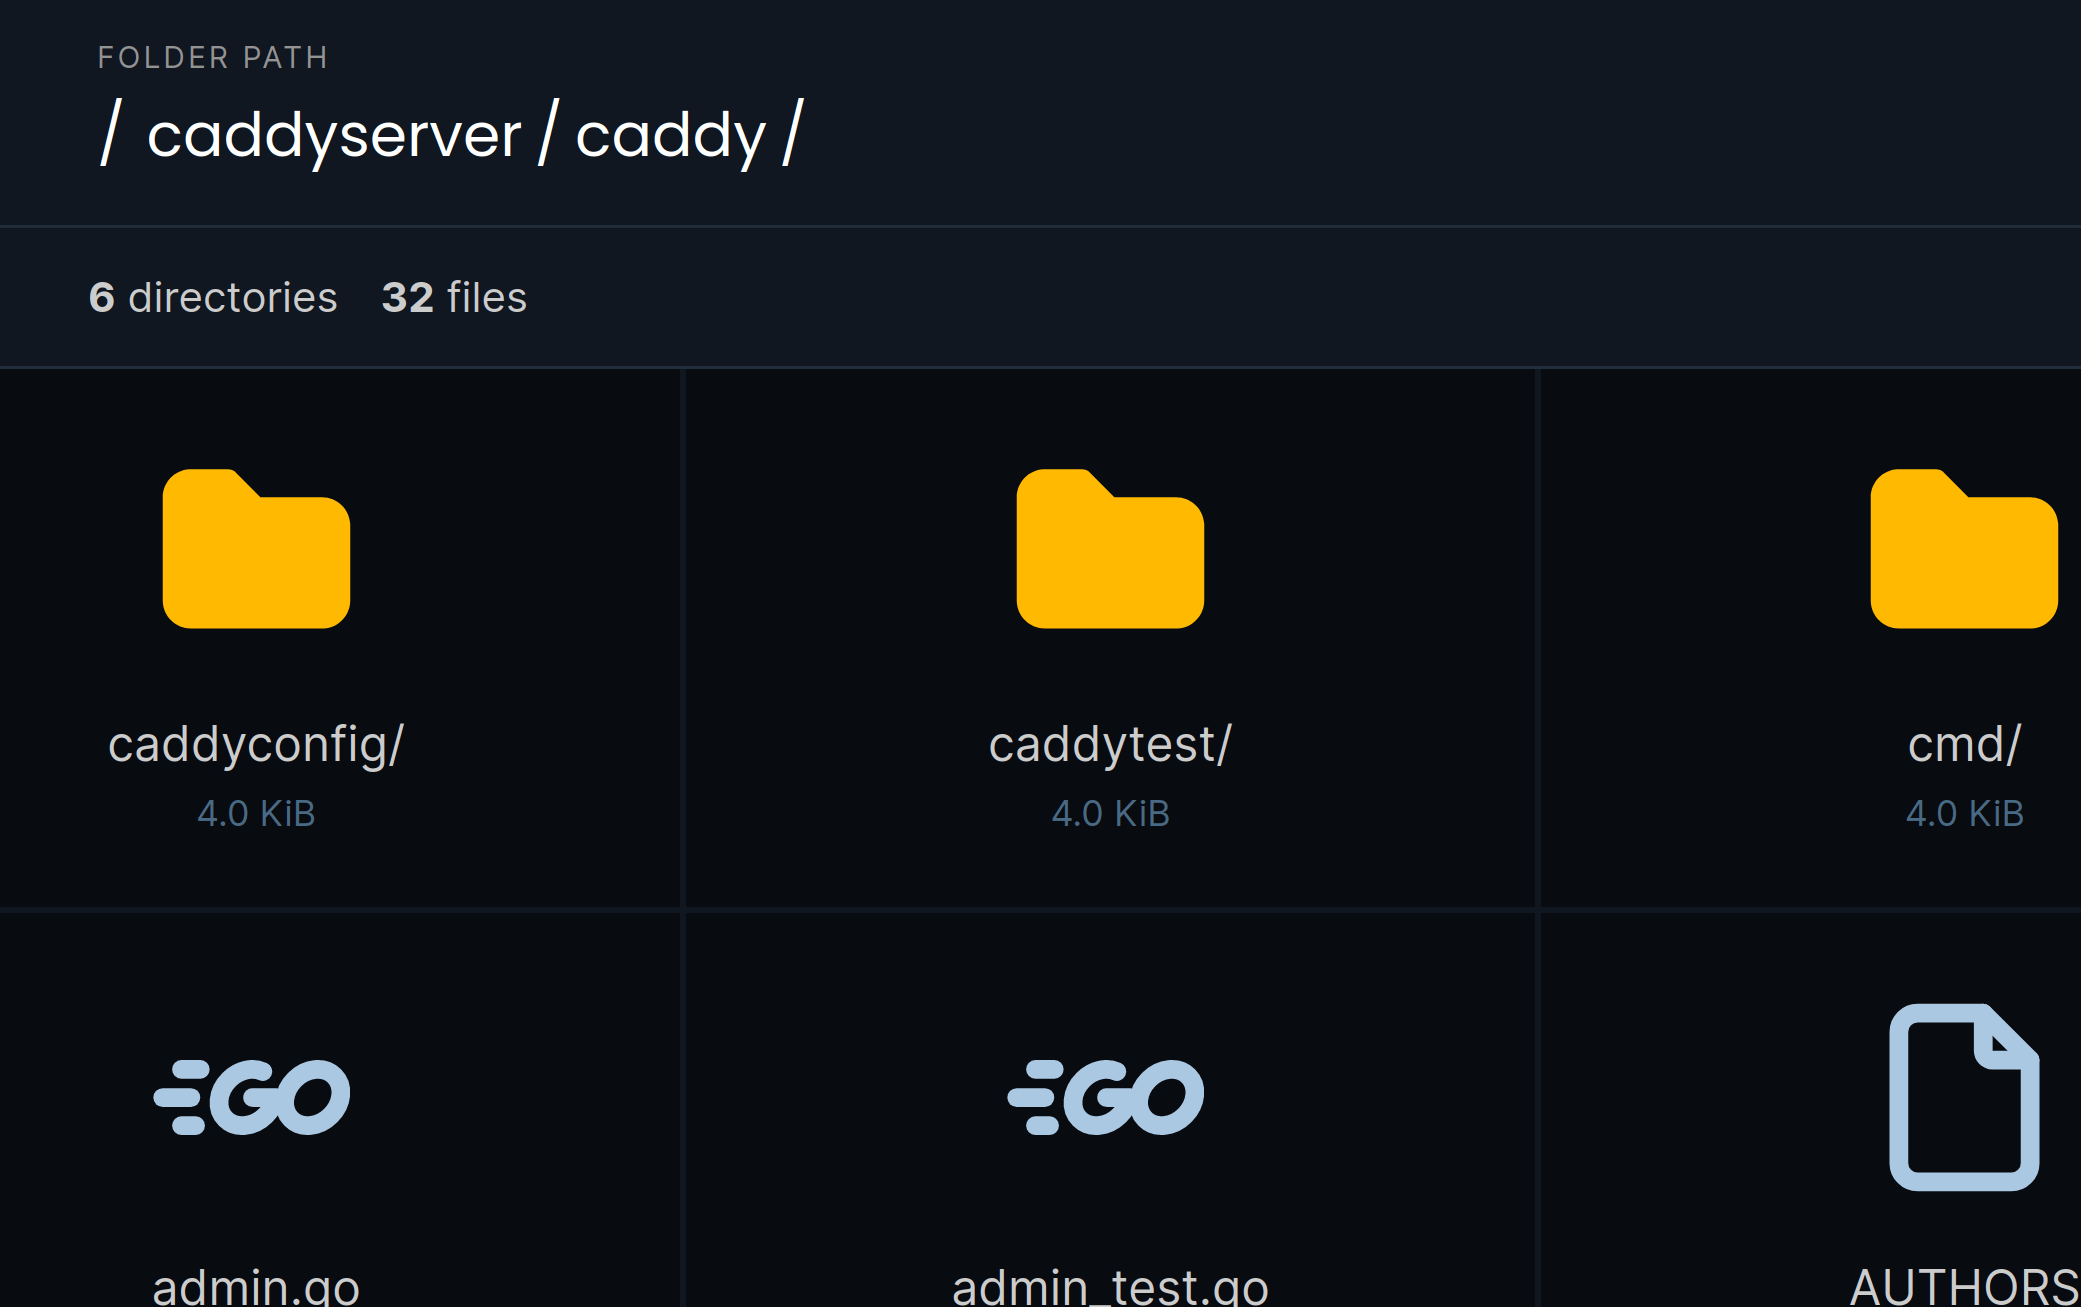 FOLDER PATH
/ caddyserver / caddy /
6 directories 32 files
caddyconfig/ caddytest/ cmd/
4.0 KiB 4.0 KiB 4.0 KiB
GO GO
admin.go admin_test.go AUTHORS